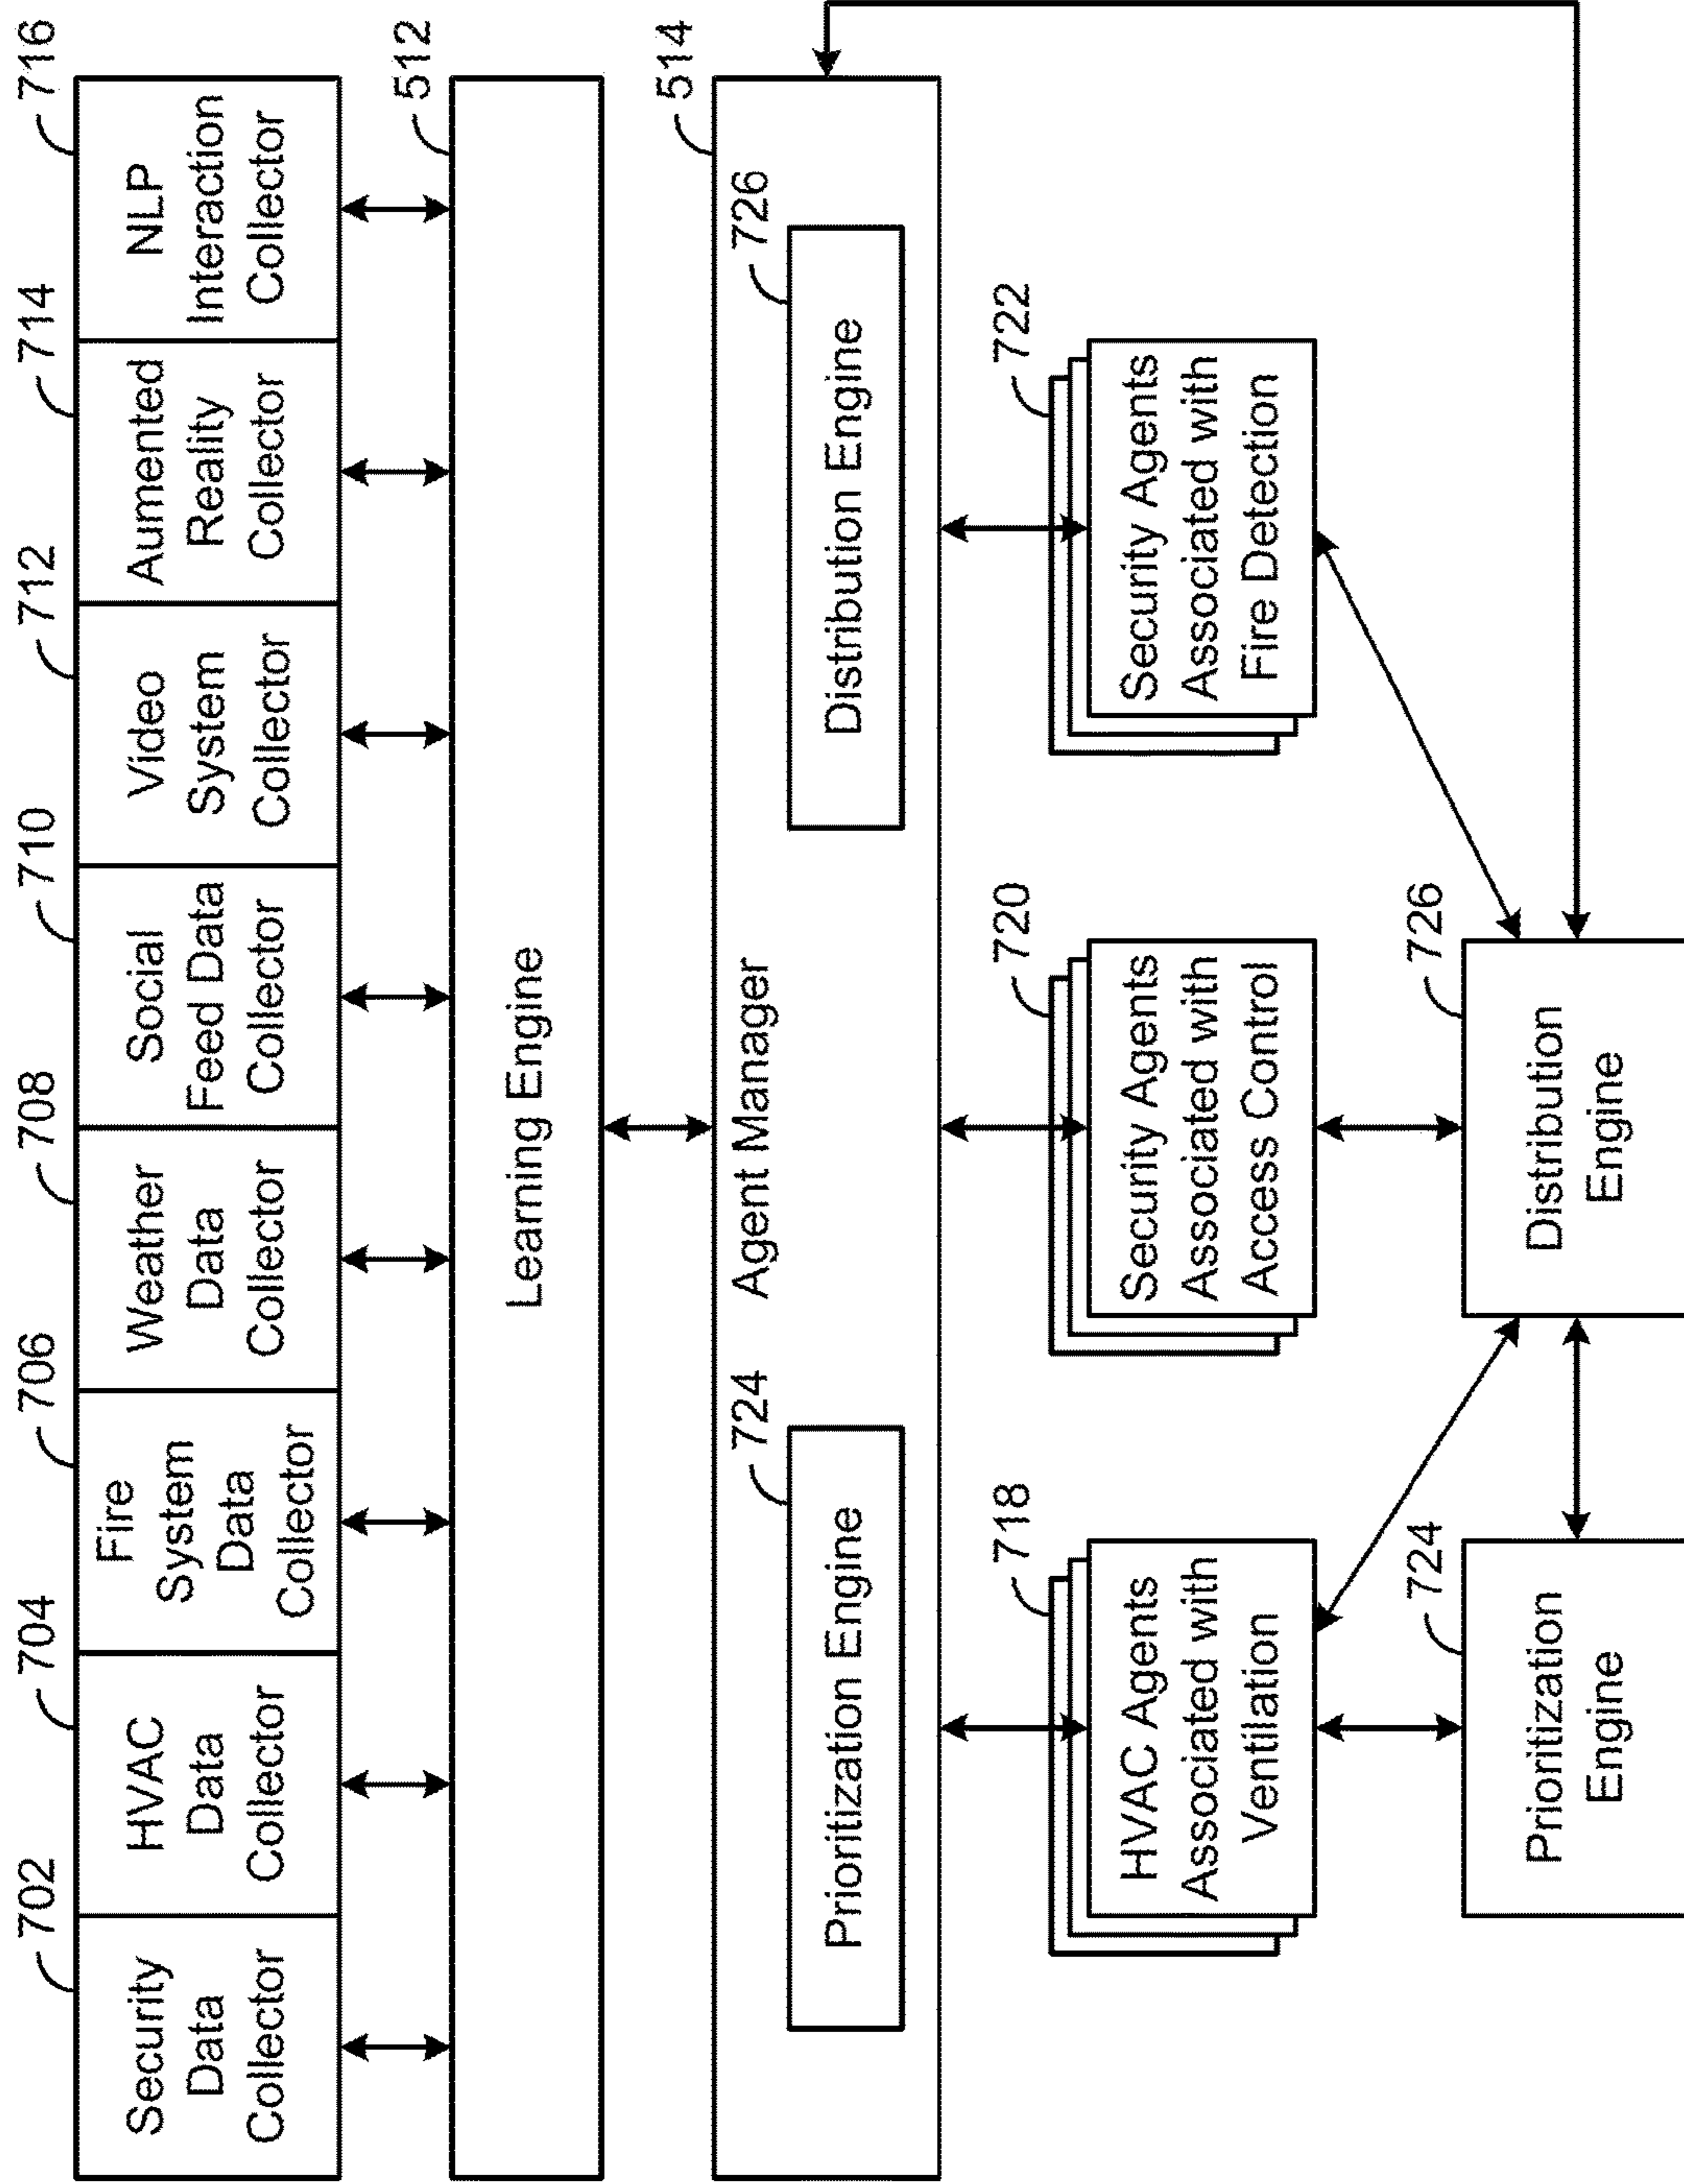 702
704
706
708
710
712
714
716
Security
Data
Collector
HVAC
Data
Collector
Fire
System
Data
Collector
Weather
Data
Collector
Social
Feed Data
Collector
Video
System
Collector
Aumented
Reality
Collector
NLP
Interaction
Collector
512
Learning Engine
514
Agent Manager
724
Prioritization Engine
726
Distribution Engine
718
HVAC Agents
Associated with
Ventilation
720
Security Agents
Associated with
Access Control
722
Security Agents
Associated with
Fire Detection
724
Prioritization
Engine
726
Distribution
Engine